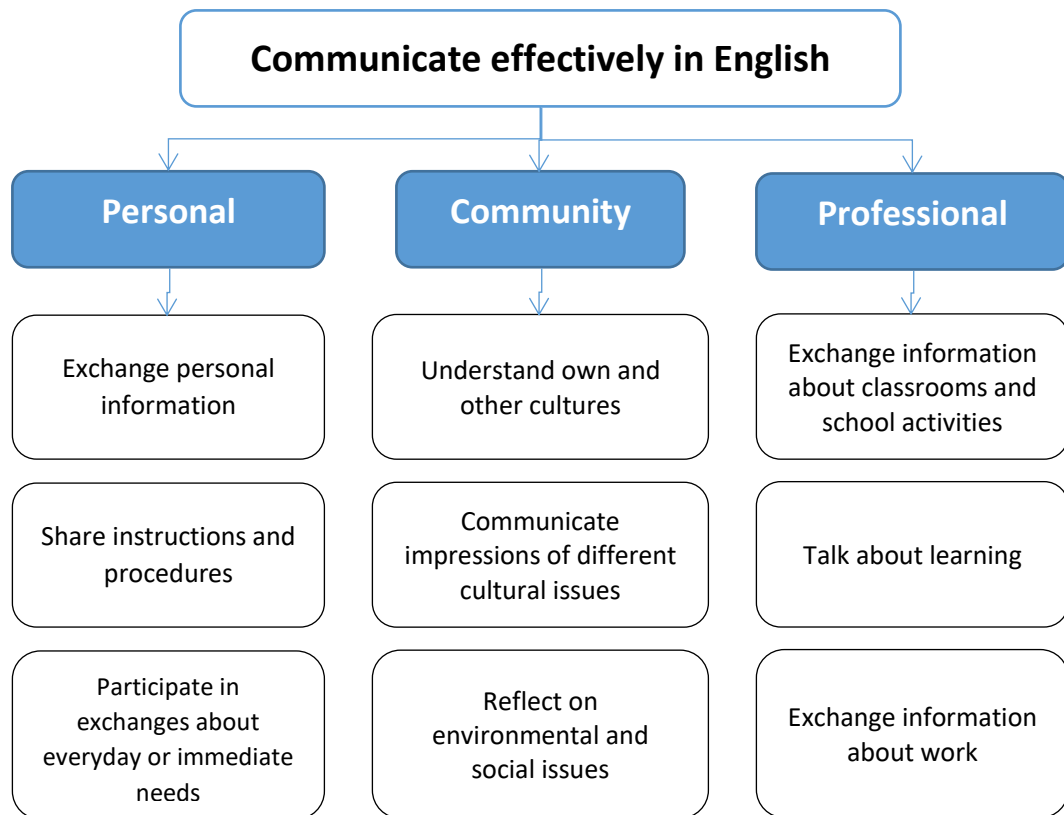 Communicate effectively in English
Personal
Community
Professional
Exchange personal
information
Understand own and
other cultures
Exchange information
about classrooms and
school activities
Share instructions and
procedures
Communicate
impressions of different
cultural issues
Talk about learning
Participate in
exchanges about
everyday or immediate
needs
Reflect on
environmental and
social issues
Exchange information
about work